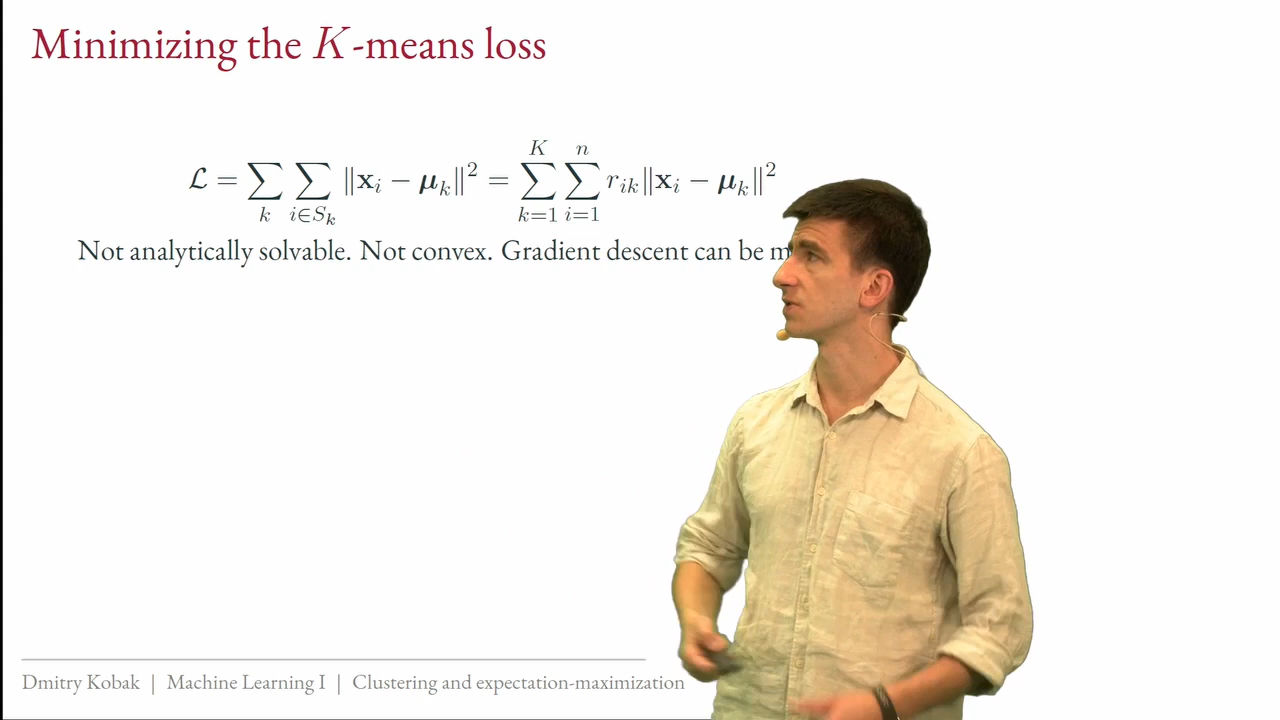 Minimizing the K-means loss
ℒ = ∑_k ∑_{i∈S_k} ‖x_i − μ_k‖² = ∑_{k=1}^{K} ∑_{i=1}^{n} r_{ik}‖x_i − μ_k‖²
Not analytically solvable. Not convex. Gradient descent can be
Dmitry Kobak | Machine Learning I | Clustering and expectation-maximization